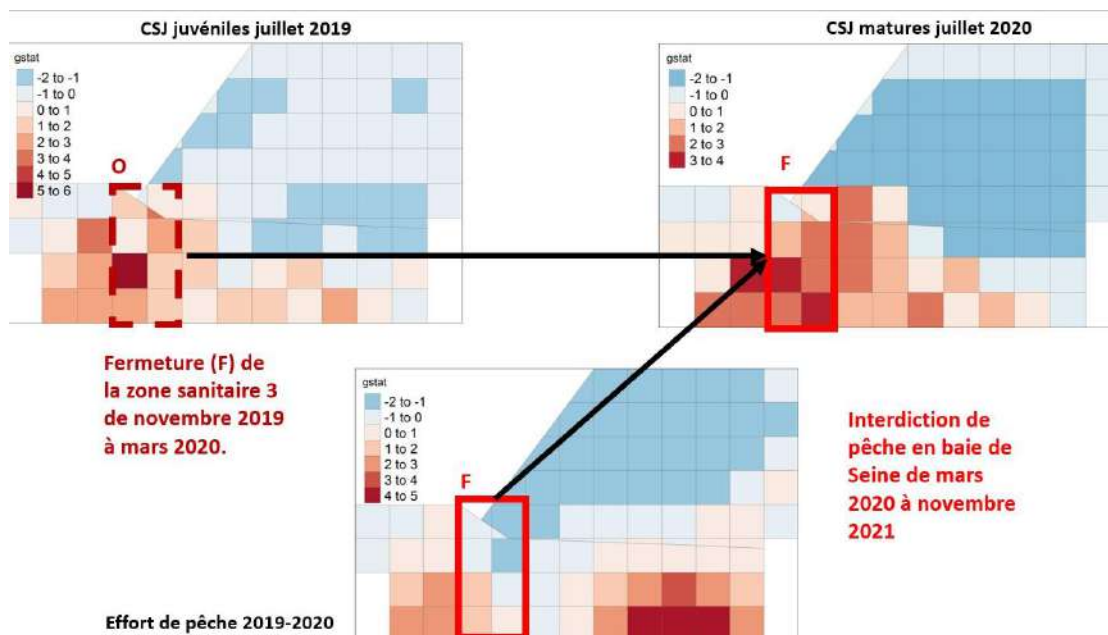 CSJ juvéniles juillet 2019
CSJ matures juillet 2020
gstat
-2 to -1
-1 to 0
0 to 1
1 to 2
2 to 3
3 to 4
4 to 5
5 to 6
O
gstat
-2 to -1
-1 to 0
0 to 1
1 to 2
2 to 3
3 to 4
F
Fermeture (F) de
la zone sanitaire 3
de novembre 2019
à mars 2020.
gstat
-2 to -1
-1 to 0
0 to 1
1 to 2
2 to 3
3 to 4
4 to 5
F
Interdiction de
pêche en baie de
Seine de mars
2020 à novembre
2021
Effort de pêche 2019-2020